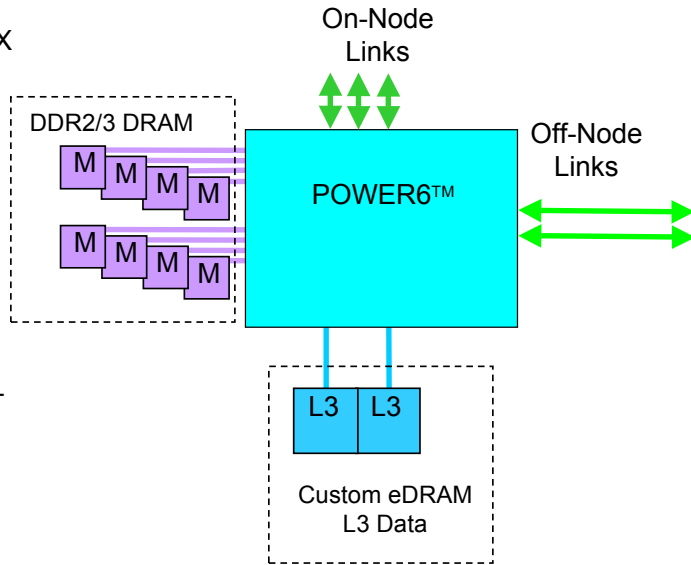 On-Node
Links
X
DDR2/3 DRAM
M
M
M
M
M
M
M
M
POWER6™
Off-Node
Links
L3
L3
Custom eDRAM
L3 Data